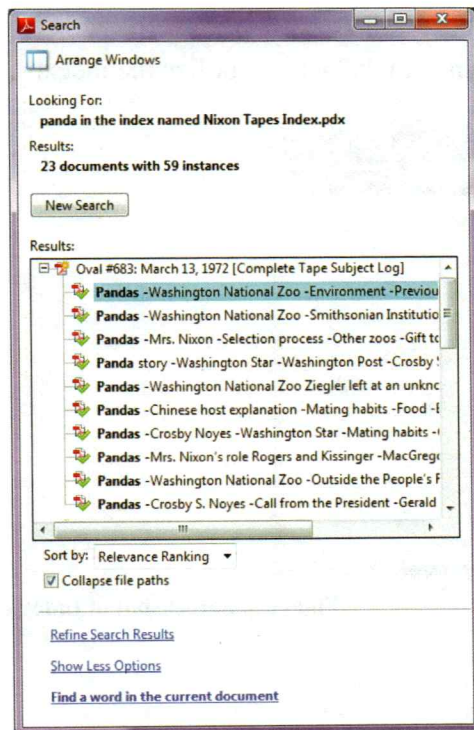 Search
Arrange Windows
Looking For:
panda in the index named Nixon Tapes Index.pdx
Results:
23 documents with 59 instances
New Search
Results:
Oval #683: March 13, 1972 [Complete Tape Subject Log]
Pandas -Washington National Zoo -Environment -Previou
Pandas -Washington National Zoo -Smithsonian Institutio
Pandas -Mrs. Nixon -Selection process -Other zoos -Gift to
Panda story -Washington Star -Washington Post -Crosby
Pandas -Washington National Zoo Ziegler left at an unkno
Pandas -Chinese host explanation -Mating habits -Food -
Pandas -Crosby Noyes -Washington Star -Mating habits -
Pandas -Mrs. Nixon's role Rogers and Kissinger -MacGreg
Pandas -Washington National Zoo -Outside the People's
Pandas -Crosby S. Noyes -Call from the President -Gerald
Sort by: Relevance Ranking
Collapse file paths
Refine Search Results
Show Less Options
Find a word in the current document